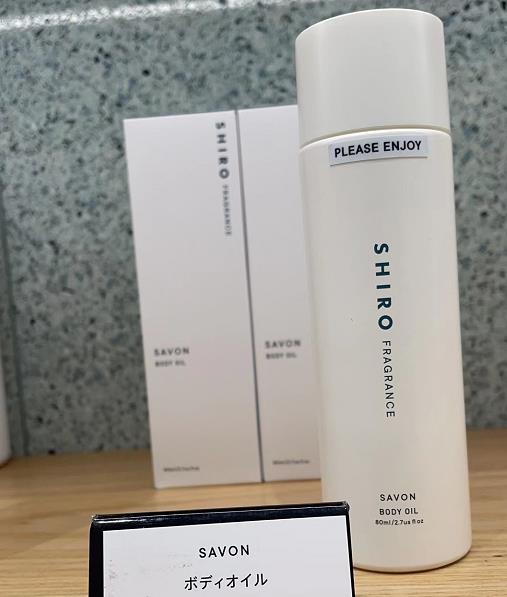 SHIRO FRAGRANCE
SAVON
BODY OIL
SAVON
BODY OIL
PLEASE ENJOY
SHIRO FRAGRANCE
SAVON
BODY OIL
80ml/2.7us fl oz
SAVON
ボディオイル